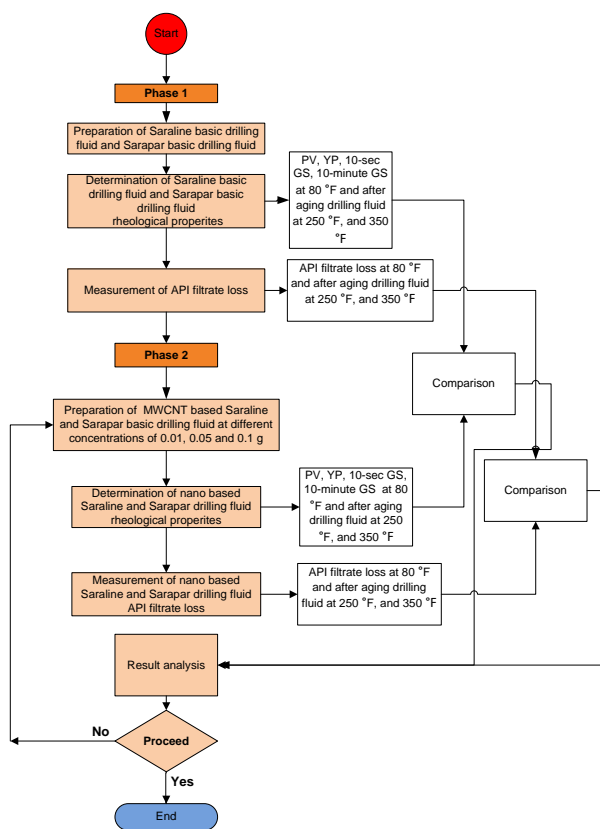 Start
Phase 1
Preparation of Saraline basic drilling
fluid and Sarapar basic drilling fluid
Determination of Saraline basic
drilling fluid and Sarapar basic
drilling fluid
rheological properites
PV, YP, 10-sec
GS, 10-minute GS
at 80 °F and after
aging drilling fluid
at 250 °F, and 350
°F
Measurement of API filtrate loss
API filtrate loss at 80 °F
and after aging drilling fluid
at 250 °F, and 350 °F
Phase 2
Comparison
Preparation of  MWCNT based Saraline
and Sarapar basic drilling fluid at different
concentrations of 0.01, 0.05 and 0.1 g
Determination of nano based
Saraline and Sarapar drilling fluid
rheological properites
PV, YP, 10-sec GS,
10-minute GS  at 80
°F and after aging
drilling fluid at 250
°F, and 350 °F
Comparison
Measurement of nano based
Saraline and Sarapar drilling fluid
API filtrate loss
API filtrate loss at 80 °F
and after aging drilling
fluid at 250 °F, and 350 °F
Result analysis
No
Proceed
Yes
End